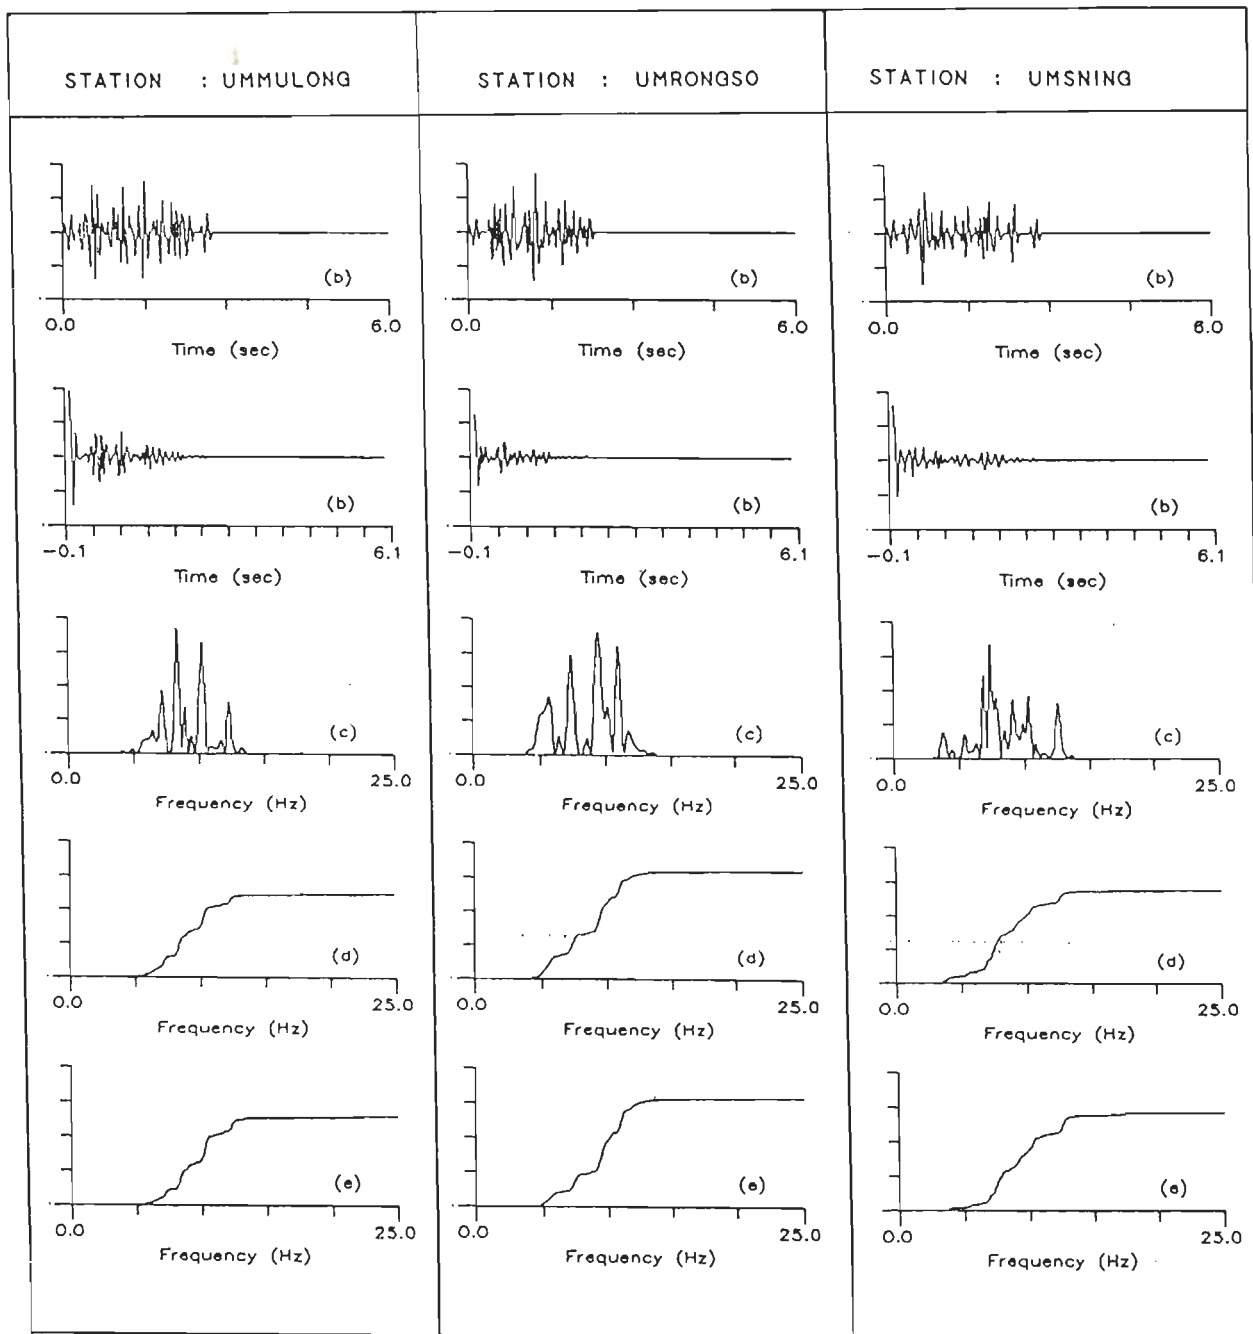 STATION : UMMULONG
STATION : UMRONGSO
STATION : UMSNING
(b)
0.0
6.0
Time (sec)
(b)
0.0
6.0
Time (sec)
(b)
0.0
6.0
Time (sec)
(b)
-0.1
6.1
Time (sec)
(b)
-0.1
6.1
Time (sec)
(b)
-0.1
6.1
Time (sec)
(c)
0.0
25.0
Frequency (Hz)
(c)
0.0
25.0
Frequency (Hz)
(c)
0.0
25.0
Frequency (Hz)
(d)
0.0
25.0
Frequency (Hz)
(d)
0.0
25.0
Frequency (Hz)
(d)
0.0
25.0
Frequency (Hz)
(e)
0.0
25.0
Frequency (Hz)
(e)
0.0
25.0
Frequency (Hz)
(e)
0.0
25.0
Frequency (Hz)